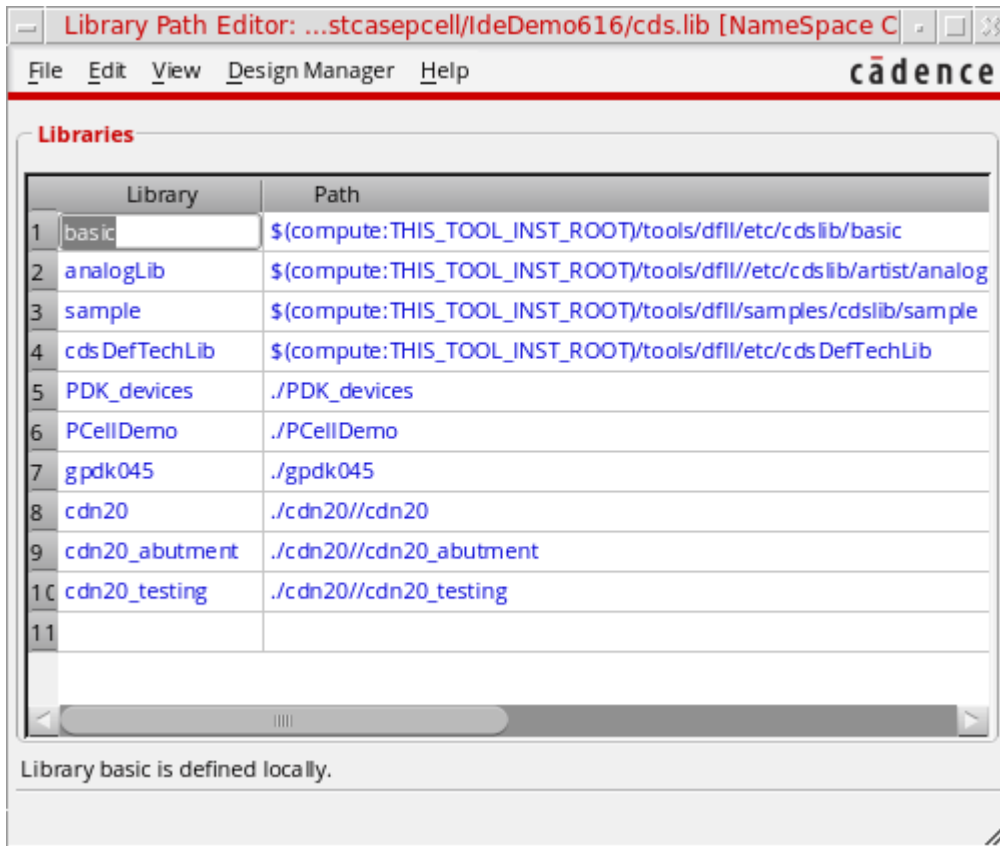 Library Path Editor: ...stcasepcell/IdeDemo616/cds.lib [NameSpace C
File Edit View Design Manager Help
cādence
Libraries
Library Path
1 basic $(compute:THIS_TOOL_INST_ROOT)/tools/dfII/etc/cdslib/basic
2 analogLib $(compute:THIS_TOOL_INST_ROOT)/tools/dfII//etc/cdslib/artist/analog
3 sample $(compute:THIS_TOOL_INST_ROOT)/tools/dfII/samples/cdslib/sample
4 cdsDefTechLib $(compute:THIS_TOOL_INST_ROOT)/tools/dfII/etc/cdsDefTechLib
5 PDK_devices ./PDK_devices
6 PCellDemo ./PCellDemo
7 gpdk045 ./gpdk045
8 cdn20 ./cdn20//cdn20
9 cdn20_abutment ./cdn20//cdn20_abutment
10 cdn20_testing ./cdn20//cdn20_testing
11
Library basic is defined locally.